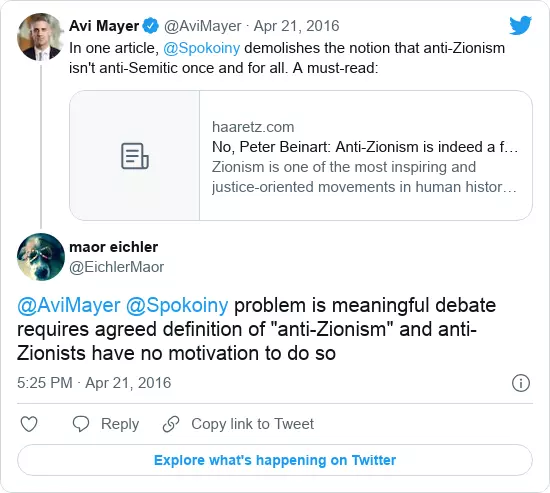 Avi Mayer @AviMayer · Apr 21, 2016
In one article, @Spokoiny demolishes the notion that anti-Zionism
isn't anti-Semitic once and for all. A must-read:
haaretz.com
No, Peter Beinart: Anti-Zionism is indeed a f...
Zionism is one of the most inspiring and
justice-oriented movements in human histor...
maor eichler
@EichlerMaor
@AviMayer @Spokoiny problem is meaningful debate
requires agreed definition of "anti-Zionism" and anti-
Zionists have no motivation to do so
5:25 PM · Apr 21, 2016
Reply Copy link to Tweet
Explore what's happening on Twitter